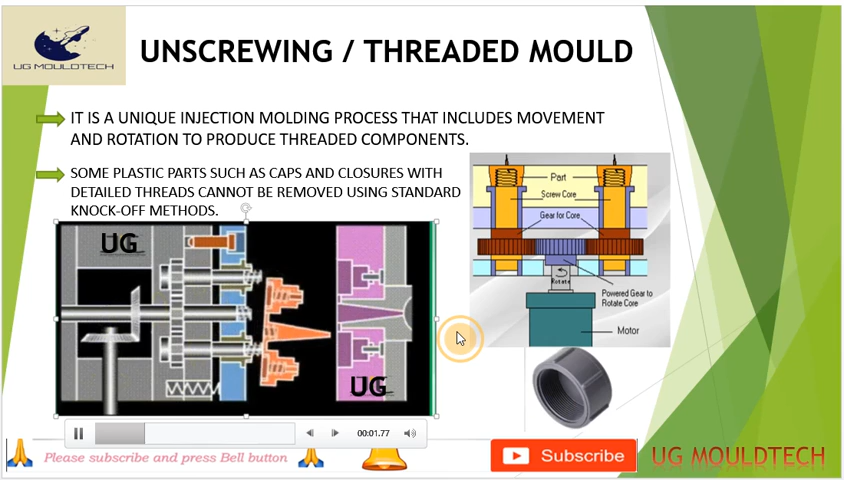 UG MOULDTECH
UNSCREWING / THREADED MOULD
IT IS A UNIQUE INJECTION MOLDING PROCESS THAT INCLUDES MOVEMENT
AND ROTATION TO PRODUCE THREADED COMPONENTS.
SOME PLASTIC PARTS SUCH AS CAPS AND CLOSURES WITH
DETAILED THREADS CANNOT BE REMOVED USING STANDARD
KNOCK-OFF METHODS.
UG
UG
Part
Screw Core
Gear for Core
Rotate
Powered Gear to
Rotate Core
Motor
00:01.77
Please subscribe and press Bell button
Subscribe
UG MOULDTECH